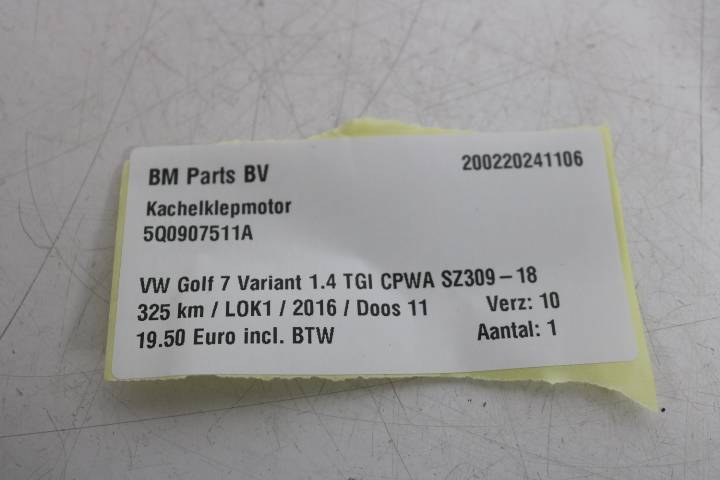 BM Parts BV 200220241106
Kachelklepmotor
5Q0907511A
VW Golf 7 Variant 1.4 TGI CPWA SZ309-18
325 km / LOK1 / 2016 / Doos 11 Verz: 10
19.50 Euro incl. BTW Aantal: 1